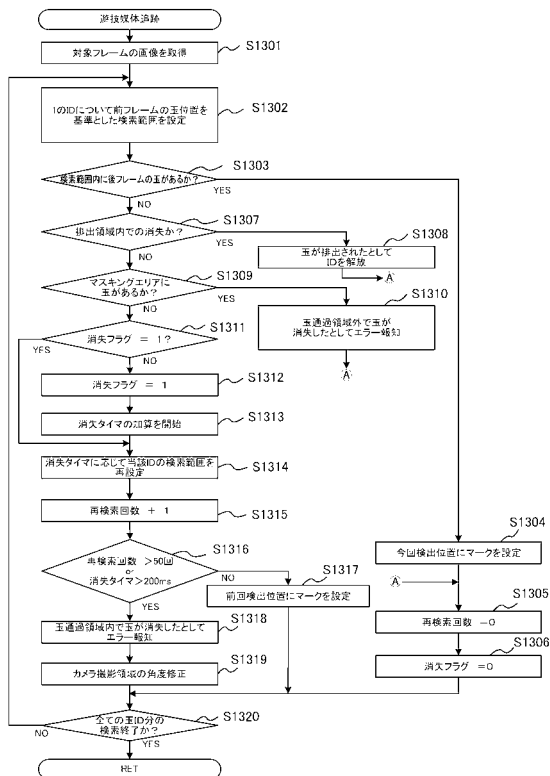 遊技媒体追跡
対象フレームの画像を取得
S1301
1のIDについて前フレームの玉位置を
基準とした検索範囲を設定
S1302
検索範囲内に後フレームの玉があるか?
S1303
YES
NO
排出領域内での消失か?
S1307
YES
NO
玉が排出されたとして
IDを解放
S1308
A
マスキングエリアに
玉があるか?
S1309
YES
NO
玉通過領域外で玉が
消失したとしてエラー報知
S1310
A
消失フラグ = 1?
S1311
YES
NO
消失フラグ = 1
S1312
消失タイマの加算を開始
S1313
消失タイマに応じて当該IDの検索範囲を
再設定
S1314
再検索回数 + 1
S1315
再検索回数 >50回
or
消失タイマ>200ms
S1316
NO
YES
前回検出位置にマークを設定
S1317
今回検出位置にマークを設定
S1304
A
再検索回数 =0
S1305
消失フラグ =0
S1306
玉通過領域内で玉が消失したとして
エラー報知
S1318
カメラ撮影領域の角度修正
S1319
全ての玉ID分の
検索終了か?
S1320
NO
YES
RET